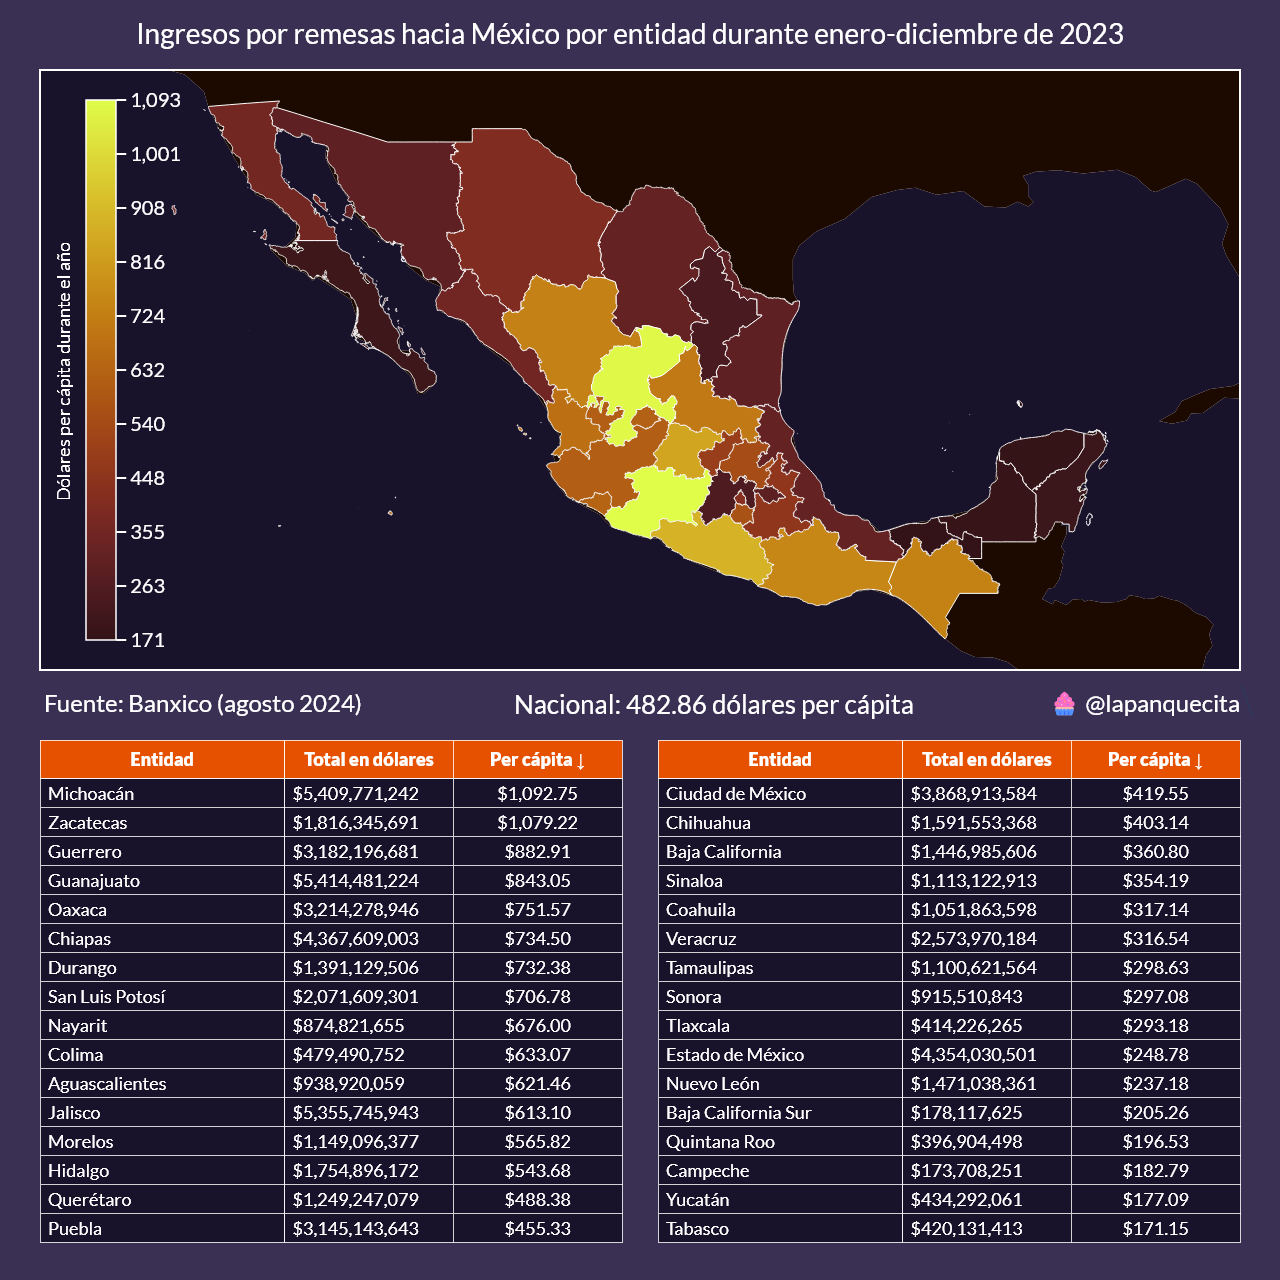 Ingresos por remesas hacia México por entidad durante enero-diciembre de 2023
1,093
1,001
908
816
724
632
540
448
355
263
171
Dólares per cápita durante el año
Fuente: Banxico (agosto 2024)
Nacional: 482.86 dólares per cápita
@lapanquecita
Entidad Total en dólares Per cápita ↓
Michoacán $5,409,771,242 $1,092.75
Zacatecas $1,816,345,691 $1,079.22
Guerrero $3,182,196,681 $882.91
Guanajuato $5,414,481,224 $843.05
Oaxaca $3,214,278,946 $751.57
Chiapas $4,367,609,003 $734.50
Durango $1,391,129,506 $732.38
San Luis Potosí $2,071,609,301 $706.78
Nayarit $874,821,655 $676.00
Colima $479,490,752 $633.07
Aguascalientes $938,920,059 $621.46
Jalisco $5,355,745,943 $613.10
Morelos $1,149,096,377 $565.82
Hidalgo $1,754,896,172 $543.68
Querétaro $1,249,247,079 $488.38
Puebla $3,145,143,643 $455.33
Entidad Total en dólares Per cápita ↓
Ciudad de México $3,868,913,584 $419.55
Chihuahua $1,591,553,368 $403.14
Baja California $1,446,985,606 $360.80
Sinaloa $1,113,122,913 $354.19
Coahuila $1,051,863,598 $317.14
Veracruz $2,573,970,184 $316.54
Tamaulipas $1,100,621,564 $298.63
Sonora $915,510,843 $297.08
Tlaxcala $414,226,265 $293.18
Estado de México $4,354,030,501 $248.78
Nuevo León $1,471,038,361 $237.18
Baja California Sur $178,117,625 $205.26
Quintana Roo $396,904,498 $196.53
Campeche $173,708,251 $182.79
Yucatán $434,292,061 $177.09
Tabasco $420,131,413 $171.15